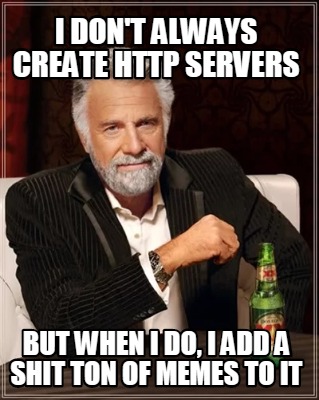 I DON'T ALWAYS
CREATE HTTP SERVERS
BUT WHEN I DO, I ADD A
SHIT TON OF MEMES TO IT